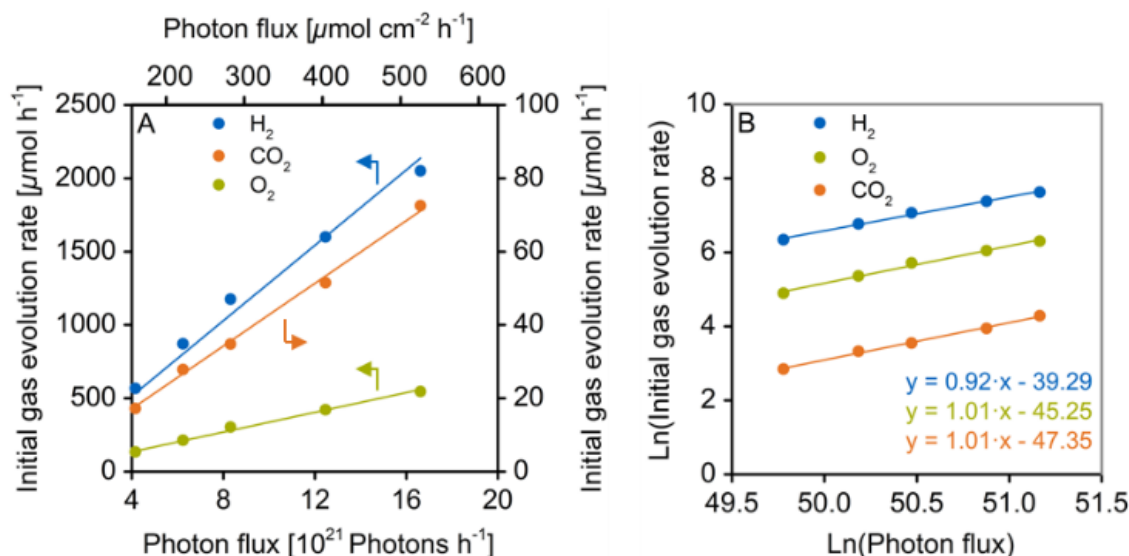 Photon flux [µmol cm⁻² h⁻¹]
200 300 400 500 600
Initial gas evolution rate [µmol h⁻¹]
2500
2000
1500
1000
500
0
A
H₂
CO₂
O₂
100
80
60
40
20
0
Initial gas evolution rate [µmol h⁻¹]
4 8 12 16 20
Photon flux [10²¹ Photons h⁻¹]
Ln(Initial gas evolution rate)
10
8
6
4
2
0
B
H₂
O₂
CO₂
y = 0.92·x - 39.29
y = 1.01·x - 45.25
y = 1.01·x - 47.35
49.5 50.0 50.5 51.0 51.5
Ln(Photon flux)